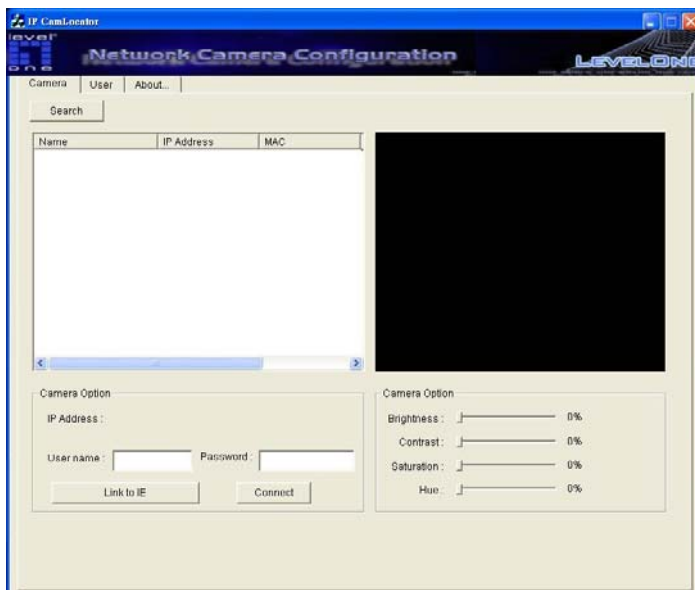 IP CamLocator
level
one
Network Camera Configuration
LEVELONE
Camera
User
About...
Search
Name
IP Address
MAC
Camera Option
IP Address :
User name :
Password :
Link to IE
Connect
Camera Option
Brightness : 0%
Contrast : 0%
Saturation : 0%
Hue : 0%